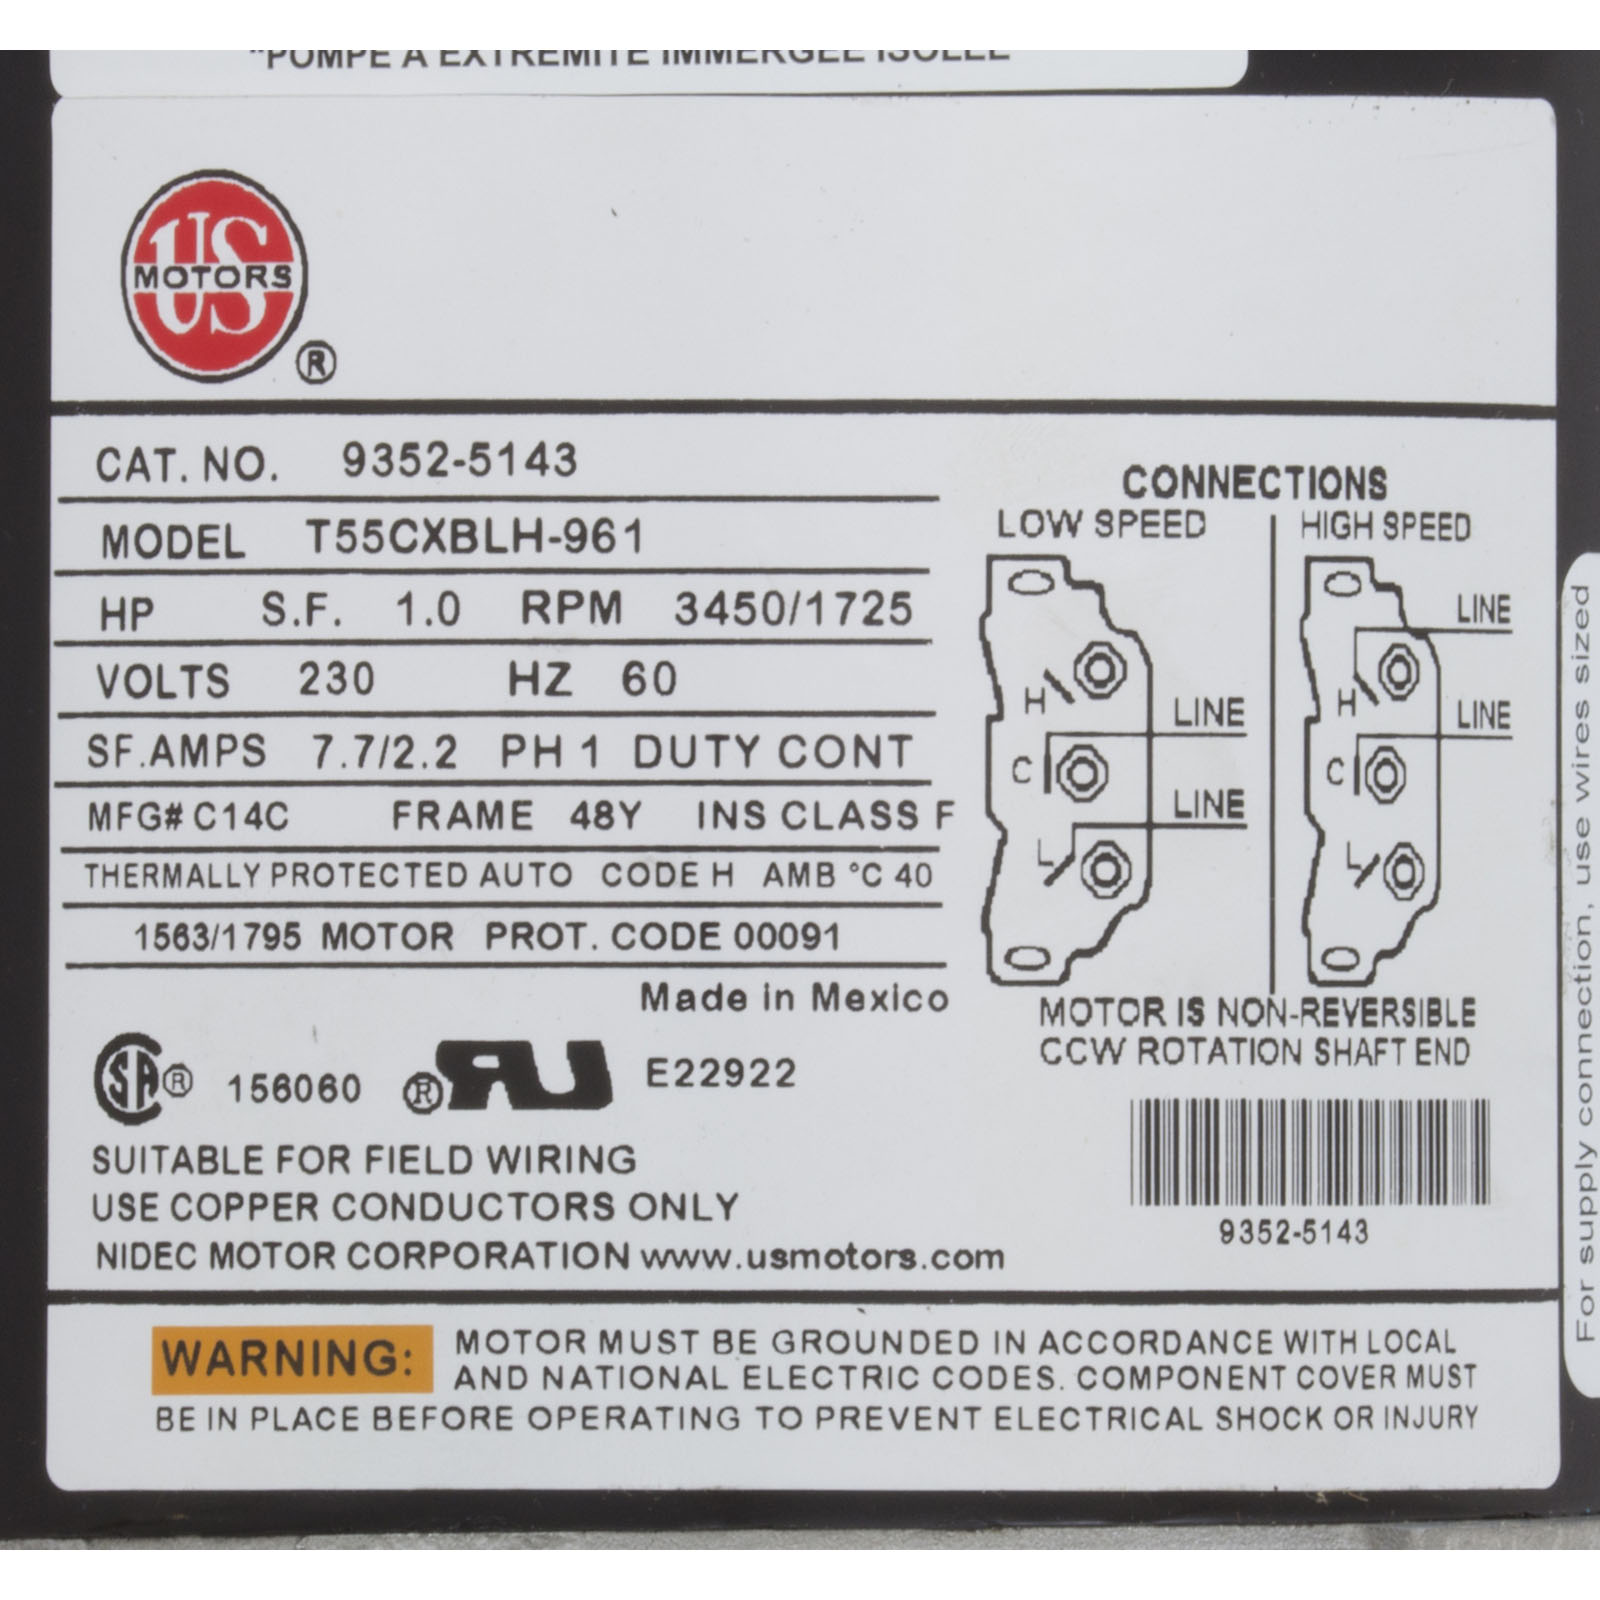 "POMPE A EXTREMITE IMMERGEE ISOLEE
US
MOTORS
®
CAT. NO. 9352-5143
MODEL T55CXBLH-961
HP S.F. 1.0 RPM 3450/1725
VOLTS 230 HZ 60
SF.AMPS 7.7/2.2 PH 1 DUTY CONT
MFG# C14C FRAME 48Y INS CLASS F
THERMALLY PROTECTED AUTO CODE H AMB °C 40
1563/1795 MOTOR PROT. CODE 00091
Made in Mexico
SA ® 156060 ® RU E22922
SUITABLE FOR FIELD WIRING
USE COPPER CONDUCTORS ONLY
NIDEC MOTOR CORPORATION www.usmotors.com
CONNECTIONS
LOW SPEED
H
LINE
C
LINE
L
HIGH SPEED
LINE
H
LINE
C
L
MOTOR IS NON-REVERSIBLE
CCW ROTATION SHAFT END
9352-5143
WARNING: MOTOR MUST BE GROUNDED IN ACCORDANCE WITH LOCAL
AND NATIONAL ELECTRIC CODES. COMPONENT COVER MUST
BE IN PLACE BEFORE OPERATING TO PREVENT ELECTRICAL SHOCK OR INJURY
For supply connection, use wires sized